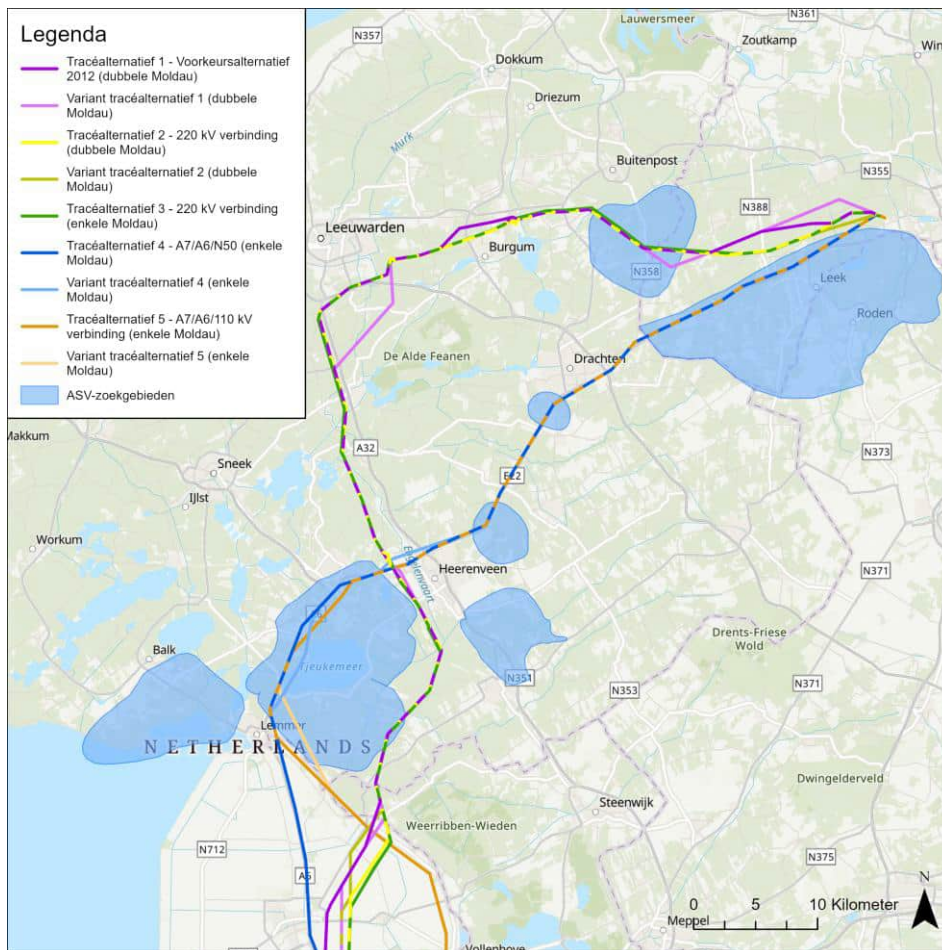 Legenda
Tracéalternatief 1 - Voorkeursalternatief
2012 (dubbele Moldau)
Variant tracéalternatief 1 (dubbele
Moldau)
Tracéalternatief 2 - 220 kV verbinding
(dubbele Moldau)
Variant tracéalternatief 2 (dubbele
Moldau)
Tracéalternatief 3 - 220 kV verbinding
(enkele Moldau)
Tracéalternatief 4 - A7/A6/N50 (enkele
Moldau)
Variant tracéalternatief 4 (enkele
Moldau)
Tracéalternatief 5 - A7/A6/110 kV
verbinding (enkele Moldau)
Variant tracéalternatief 5 (enkele
Moldau)
ASV-zoekgebieden
Lauwersmeer
N361
N357
Zoutkamp
Dokkum
Driezum
Murk
Buitenpost
N355
N388
Leeuwarden
Burgum
N358
Leek
Roden
De Alde Feanen
Drachten
Makkum
A32
N373
Sneek
IJlst
Workum
Heerenveen
N371
Drents-Friese
Wold
Balk
Tjeukemeer
N351
N353
N371
Lemmer
NETHERLANDS
Dwingelderveld
Steenwijk
Weerribben-Wieden
N712
N375
A6
N
0 5 10 Kilometer
Meppel
Vollenhove